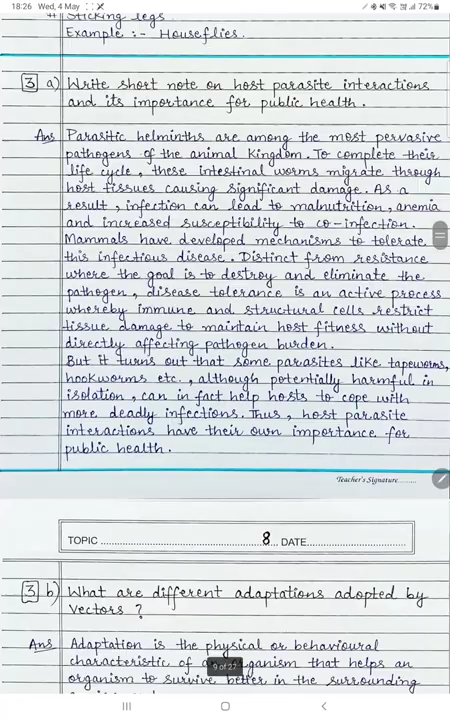 18:26 Wed, 4 May
72%
Sticking legs.
Example :- Houseflies.
3 a) Write short note on host parasite interactions
and its importance for public health.
Ans Parasitic helminths are among the most pervasive
pathogens of the animal kingdom. To complete their
life cycle, these intestinal worms migrate through
host tissues causing significant damage. As a
result, infection can lead to malnutrition, anemia
and increased susceptibility to co-infection.
Mammals have developed mechanisms to tolerate
this infectious disease. Distinct from resistance
where the goal is to destroy and eliminate the
pathogen, disease tolerance is an active process
whereby immune and structural cells restrict
tissue damage to maintain host fitness without
directly affecting pathogen burden.
But it turns out that some parasites like tapeworms,
hookworms etc., although potentially harmful in
isolation, can in fact help hosts to cope with
more deadly infections. Thus, host parasite
interactions have their own importance for
public health.
Teacher's Signature.........
TOPIC ........ 8 ... DATE........
3 b) What are different adaptations adopted by
vectors ?
Ans Adaptation is the physical or behavioural
characteristic of an organism that helps an
9 of 27
organism to survive better in the surrounding